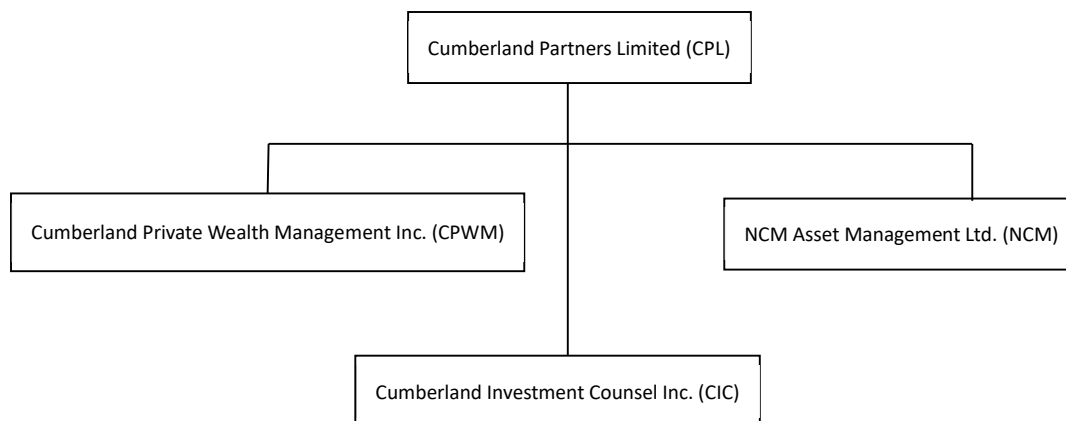 Cumberland Partners Limited (CPL)
Cumberland Private Wealth Management Inc. (CPWM)
NCM Asset Management Ltd. (NCM)
Cumberland Investment Counsel Inc. (CIC)